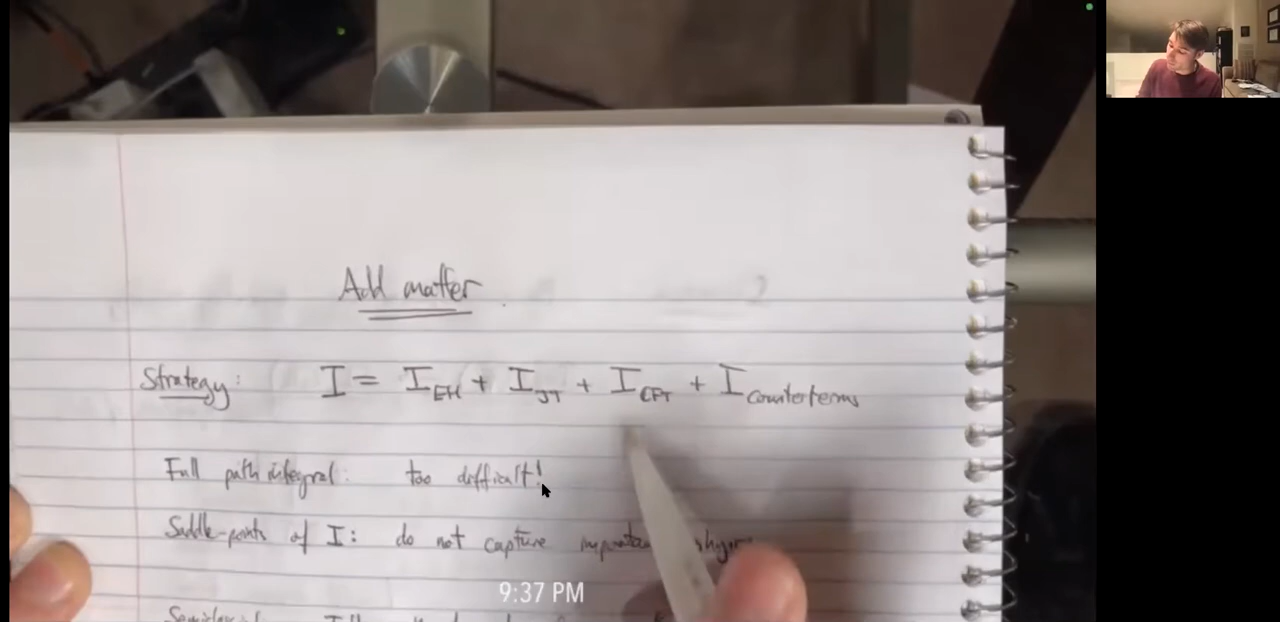 Add matter
Strategy: I = I_EH + I_JT + I_CFT + I_Counterterms
Full path integral: too difficult!
Saddle-points of I: do not capture
9:37 PM